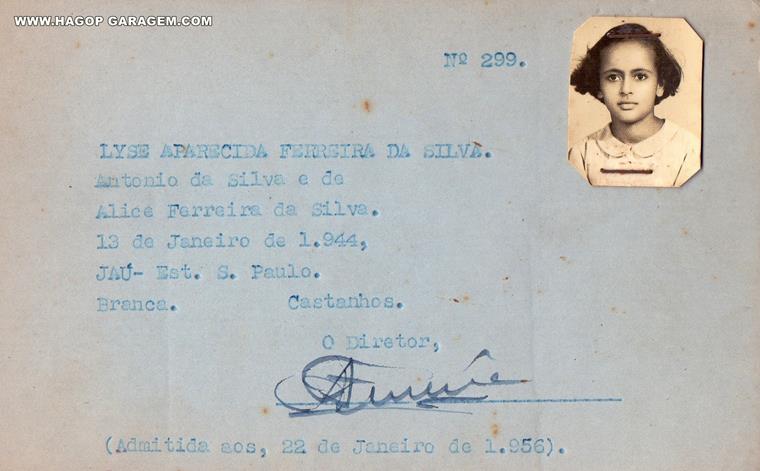 WWW.HAGOP GARAGEM.COM
Nº 299.
LYSE APARECIDA FERREIRA DA SILVA.
Antonio da Silva e de
Alice Ferreira da Silva.
13 de Janeiro de 1.944,
JAÚ- Est. S. Paulo.
Branca. Castanhos.
O Diretor,
(Admitida aos, 22 de Janeiro de 1.956).